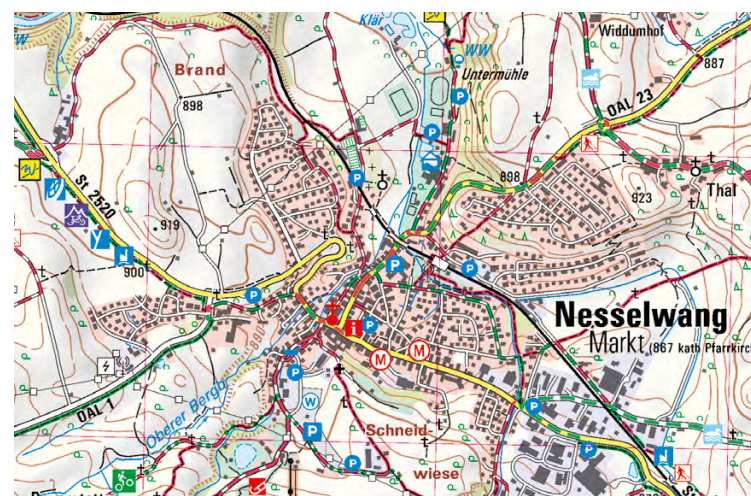 Klär
WW
Widdumhof
W
Brand
Untermühle
887
898
OAL 23
St 2520
898
923
Thal
919
900
Nesselwang
Markt (867 kath Pfarrkirch
OAL 1
Oberer Bergb
i
M
M
W
Schneid-
wiese
P
P
P
P
P
P
P
P
P
P
P
P
P